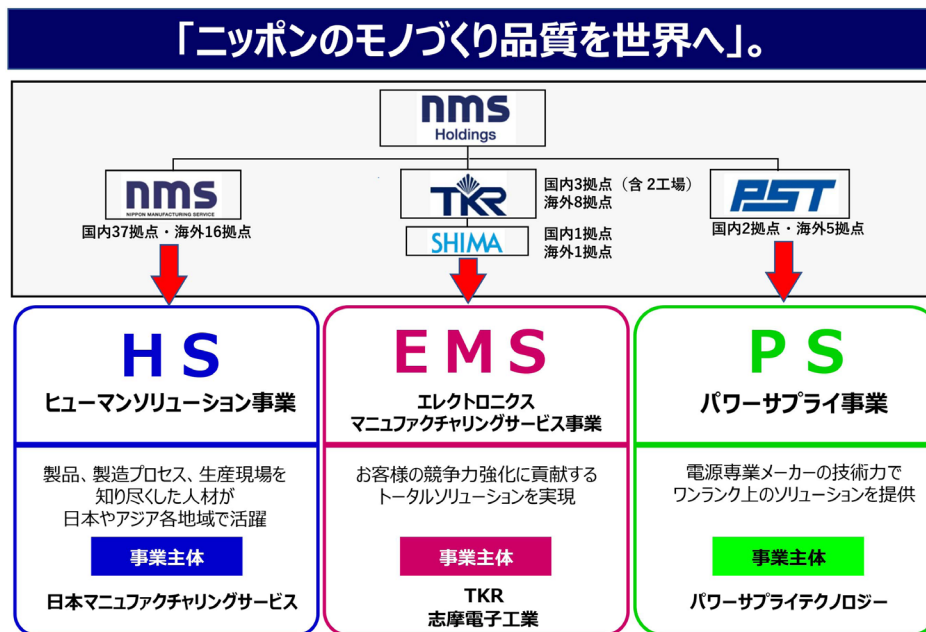 「ニッポンのモノづくり品質を世界へ」。
nms
Holdings
nms
NIPPON MANUFACTURING SERVICE
国内37拠点・海外16拠点
TKR
国内3拠点（含 2工場）
海外8拠点
SHIMA
国内1拠点
海外1拠点
PST
国内2拠点・海外5拠点
HS
ヒューマンソリューション事業
製品、製造プロセス、生産現場を
知り尽くした人材が
日本やアジア各地域で活躍
事業主体
日本マニュファクチャリングサービス
EMS
エレクトロニクス
マニュファクチャリングサービス事業
お客様の競争力強化に貢献する
トータルソリューションを実現
事業主体
TKR
志摩電子工業
PS
パワーサプライ事業
電源専業メーカーの技術力で
ワンランク上のソリューションを提供
事業主体
パワーサプライテクノロジー